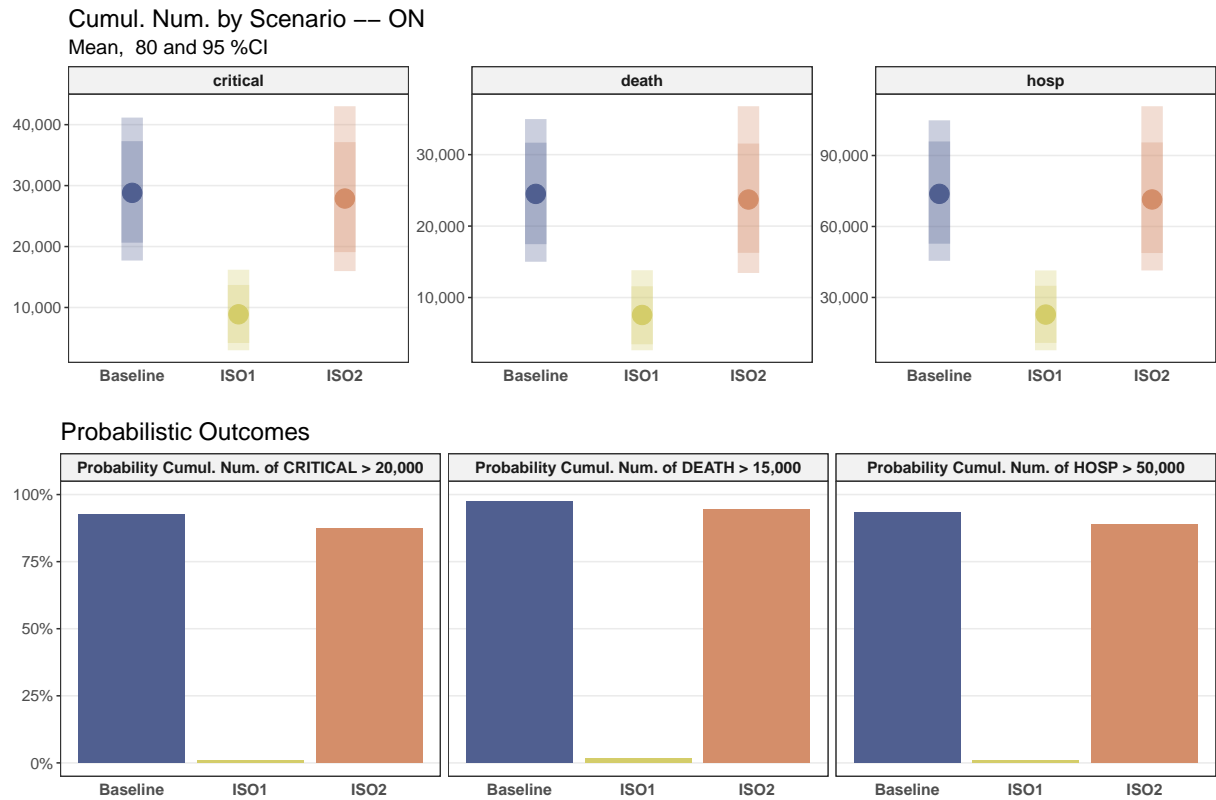 Cumul. Num. by Scenario −− ON
Mean,  80 and 95 %CI
critical
death
hosp
40,000
30,000
20,000
10,000
30,000
20,000
10,000
90,000
60,000
30,000
Baseline ISO1 ISO2
Baseline ISO1 ISO2
Baseline ISO1 ISO2
Probabilistic Outcomes
Probability Cumul. Num. of CRITICAL > 20,000
Probability Cumul. Num. of DEATH > 15,000
Probability Cumul. Num. of HOSP > 50,000
100%
75%
50%
25%
0%
Baseline ISO1 ISO2
Baseline ISO1 ISO2
Baseline ISO1 ISO2